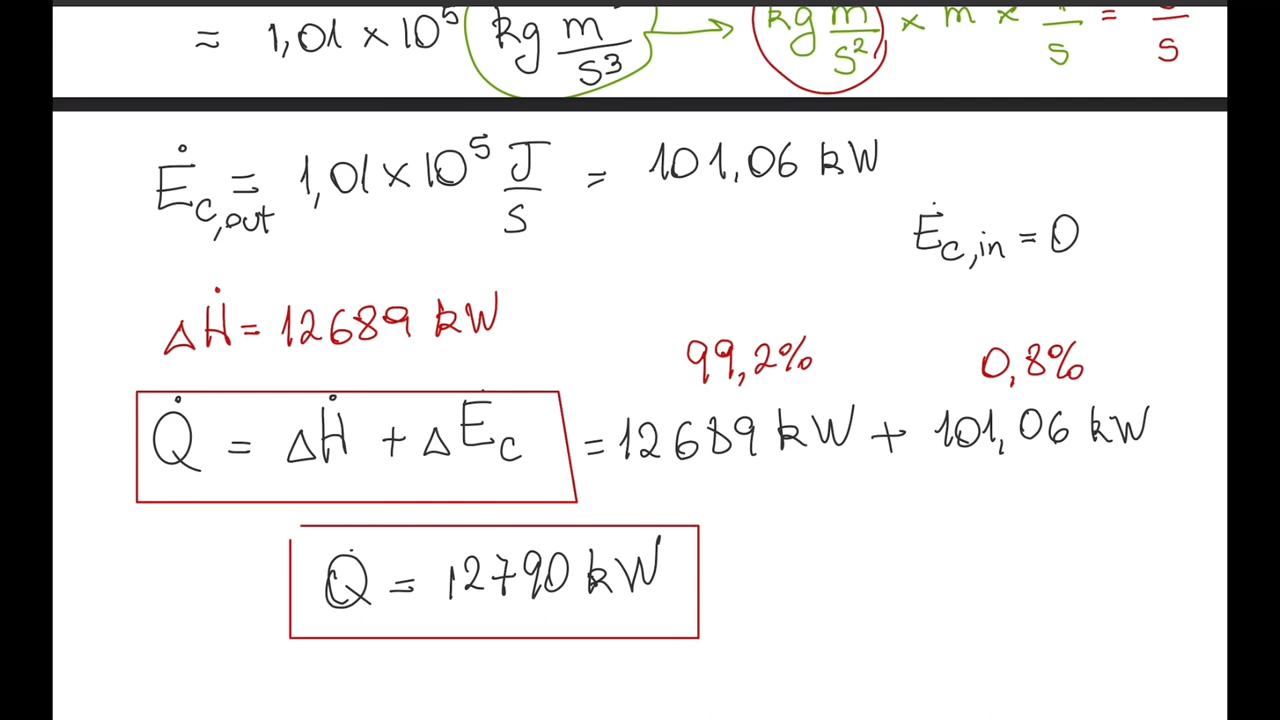 ≈ 1,01 × 10⁵ kg m/s³ → kg m/s² × m × /s = /s
Ė_c,out = 1,01 × 10⁵ J/s = 101,06 kW
Ė_c,in = 0
ΔḢ = 12689 kW
99,2% 0,8%
Q̇ = ΔḢ + ΔĖ_c = 12689 kW + 101,06 kW
Q̇ = 12790 kW